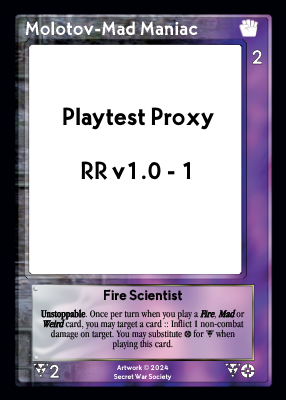 Molotov-Mad Maniac
2
Playtest Proxy
RR v1.0 - 1
Fire Scientist
Unstoppable. Once per turn when you play a Fire, Mad or
Weird card, you may target a card :: Inflict 1 non-combat
damage on target. You may substitute for when
playing this card.
2
Artwork © 2024
Secret War Society